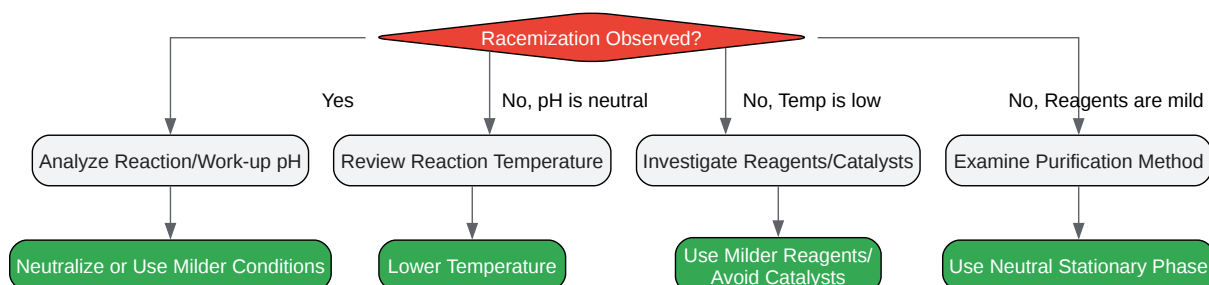 Racemization Observed?
Yes
No, pH is neutral
No, Temp is low
No, Reagents are mild
Analyze Reaction/Work-up pH
Review Reaction Temperature
Investigate Reagents/Catalysts
Examine Purification Method
Neutralize or Use Milder Conditions
Lower Temperature
Use Milder Reagents/
Avoid Catalysts
Use Neutral Stationary Phase